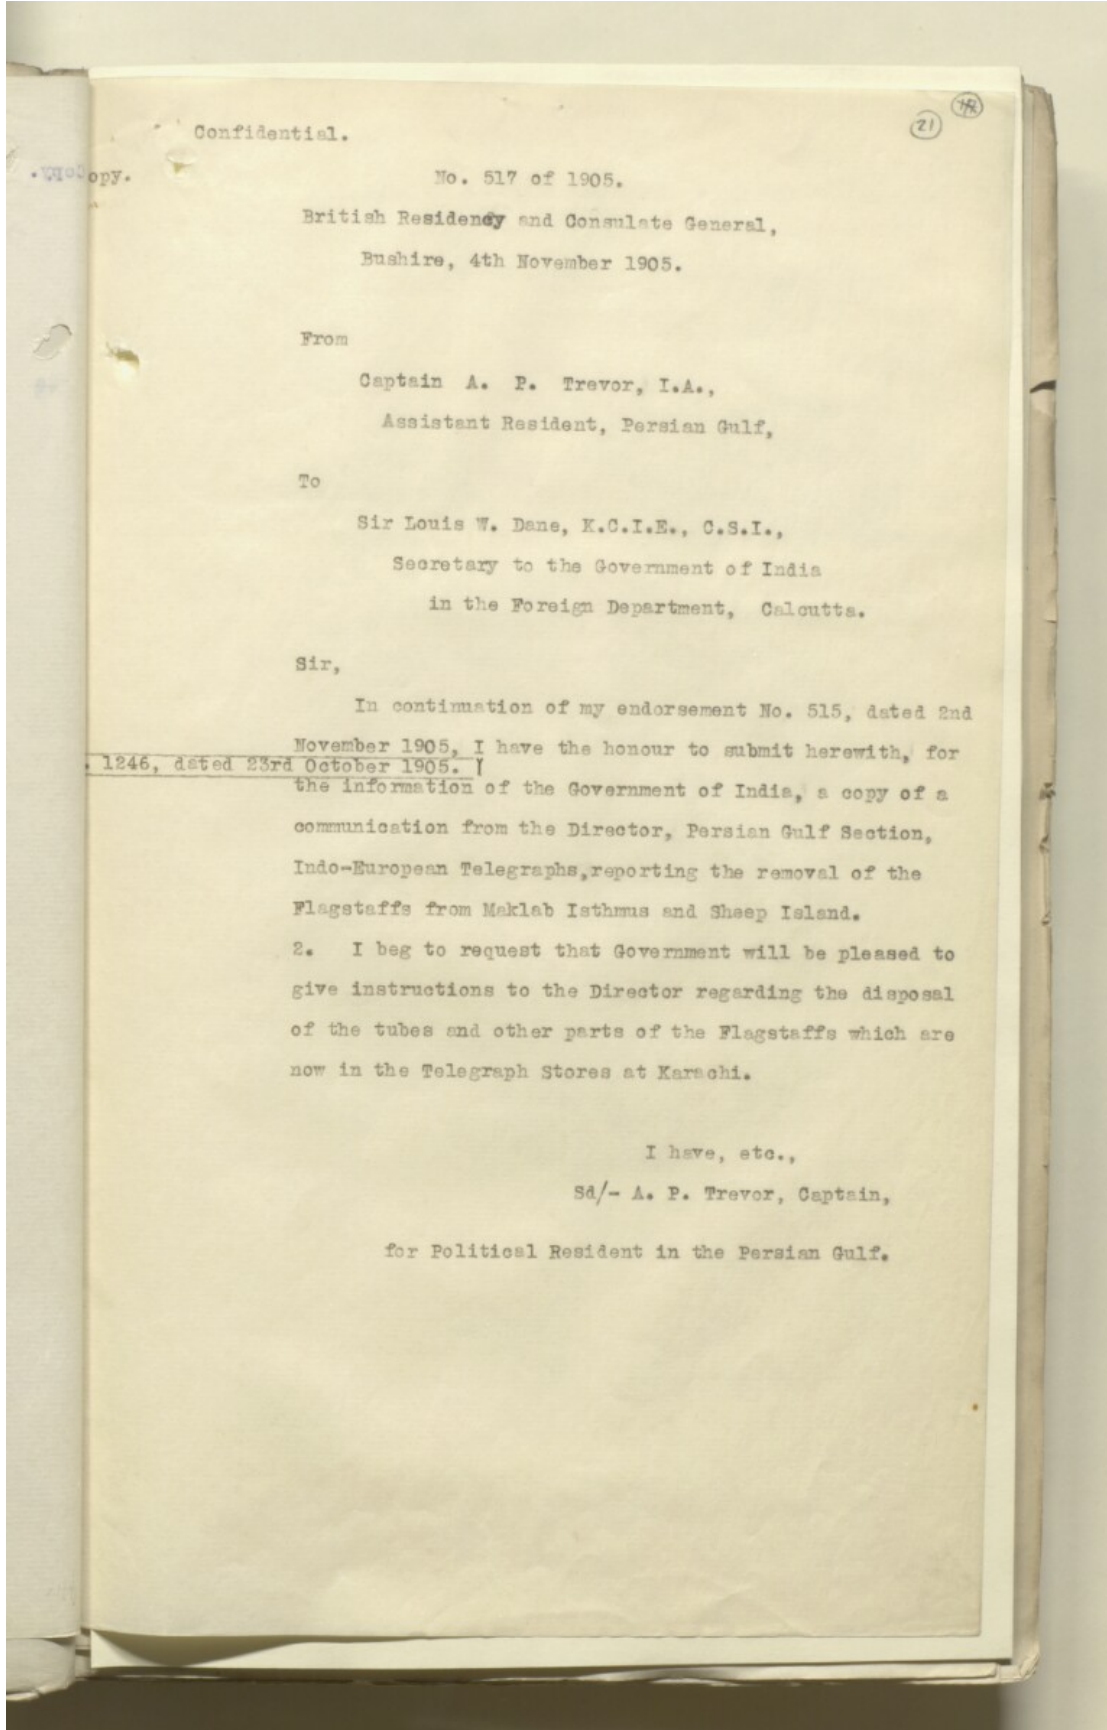 21
Confidential.
opy.
No. 517 of 1905.
British Residency and Consulate General,
Bushire, 4th November 1905.
From
Captain A. P. Trevor, I.A.,
Assistant Resident, Persian Gulf,
To
Sir Louis W. Dane, K.C.I.E., C.S.I.,
Secretary to the Government of India
in the Foreign Department, Calcutta.
Sir,
In continuation of my endorsement No. 515, dated 2nd
November 1905, I have the honour to submit herewith, for
. 1246, dated 23rd October 1905.
the information of the Government of India, a copy of a
communication from the Director, Persian Gulf Section,
Indo-European Telegraphs,reporting the removal of the
Flagstaffs from Maklab Isthmus and Sheep Island.
2. I beg to request that Government will be pleased to
give instructions to the Director regarding the disposal
of the tubes and other parts of the Flagstaffs which are
now in the Telegraph Stores at Karachi.
I have, etc.,
Sd/- A. P. Trevor, Captain,
for Political Resident in the Persian Gulf.